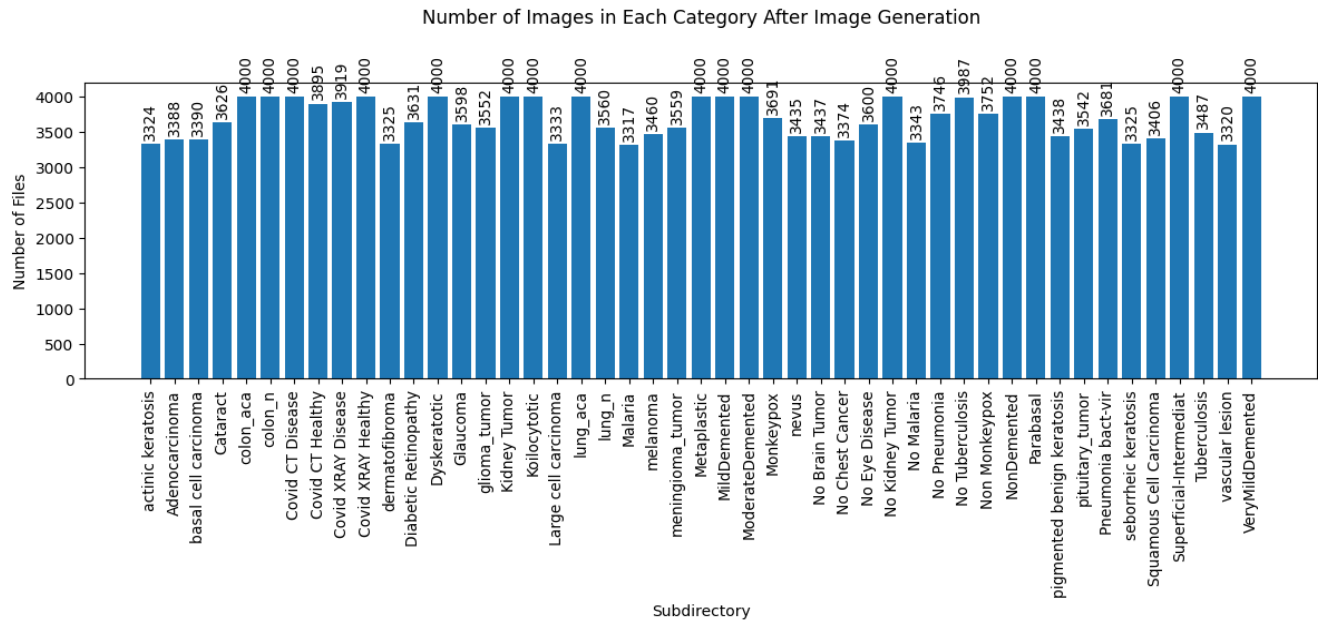 Number of Images in Each Category After Image Generation
Number of Files
4000
3500
3000
2500
2000
1500
1000
500
0
3324
3388
3390
3626
4000
4000
4000
3895
3919
4000
3325
3631
4000
3598
3552
4000
4000
3333
4000
3560
3317
3460
3559
4000
4000
4000
3691
3435
3437
3374
3600
4000
3343
3746
3987
3752
4000
4000
3438
3542
3681
3325
3406
4000
3487
3320
4000
actinic keratosis
Adenocarcinoma
basal cell carcinoma
Cataract
colon_aca
colon_n
Covid CT Disease
Covid CT Healthy
Covid XRAY Disease
Covid XRAY Healthy
dermatofibroma
Diabetic Retinopathy
Dyskeratotic
Glaucoma
glioma_tumor
Kidney Tumor
Koilocytotic
Large cell carcinoma
lung_aca
lung_n
Malaria
melanoma
meningioma_tumor
Metaplastic
MildDemented
ModerateDemented
Monkeypox
nevus
No Brain Tumor
No Chest Cancer
No Eye Disease
No Kidney Tumor
No Malaria
No Pneumonia
No Tuberculosis
Non Monkeypox
NonDemented
Parabasal
pigmented benign keratosis
pituitary_tumor
Pneumonia bact-vir
seborrheic keratosis
Squamous Cell Carcinoma
Superficial-Intermediat
Tuberculosis
vascular lesion
VeryMildDemented
Subdirectory